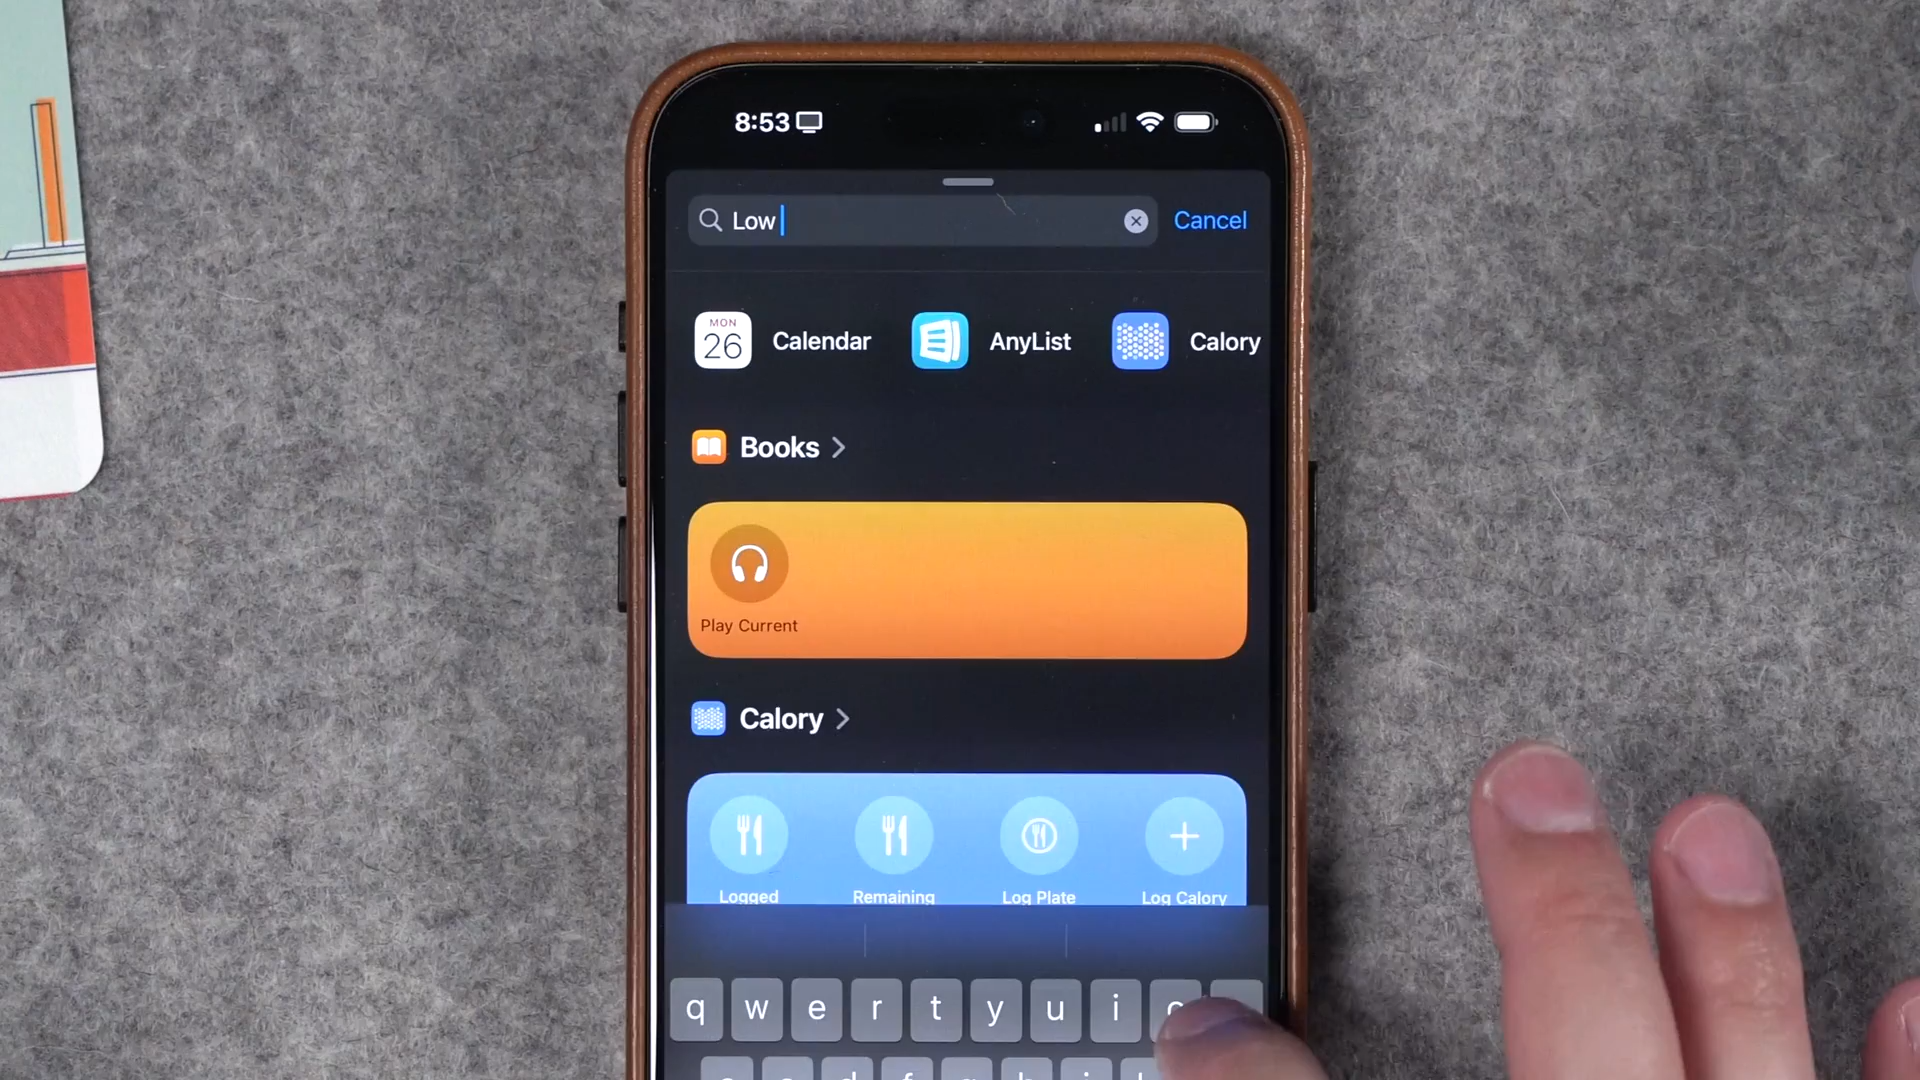 8:53
Low
Cancel
MON
26
Calendar
AnyList
Calory
Books
Play Current
Calory
Logged
Remaining
Log Plate
Log Calory
q w e r t y u i